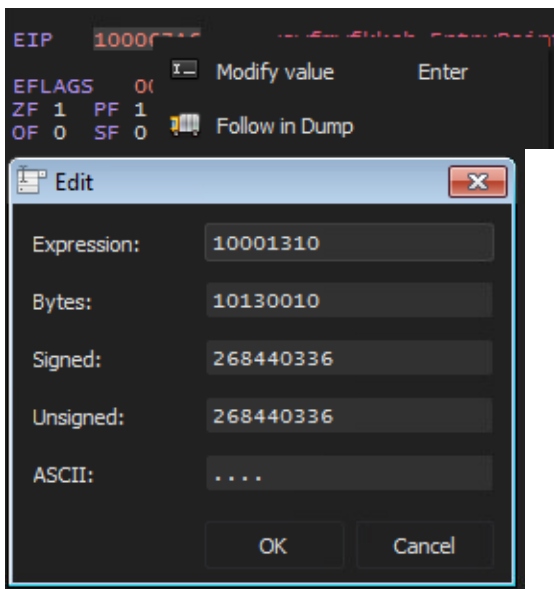 EIP
EFLAGS
Modify value Enter
ZF 1 PF 1
OF 0 SF 0 Follow in Dump
Edit
Expression: 10001310
Bytes: 10130010
Signed: 268440336
Unsigned: 268440336
ASCII: ....
OK Cancel